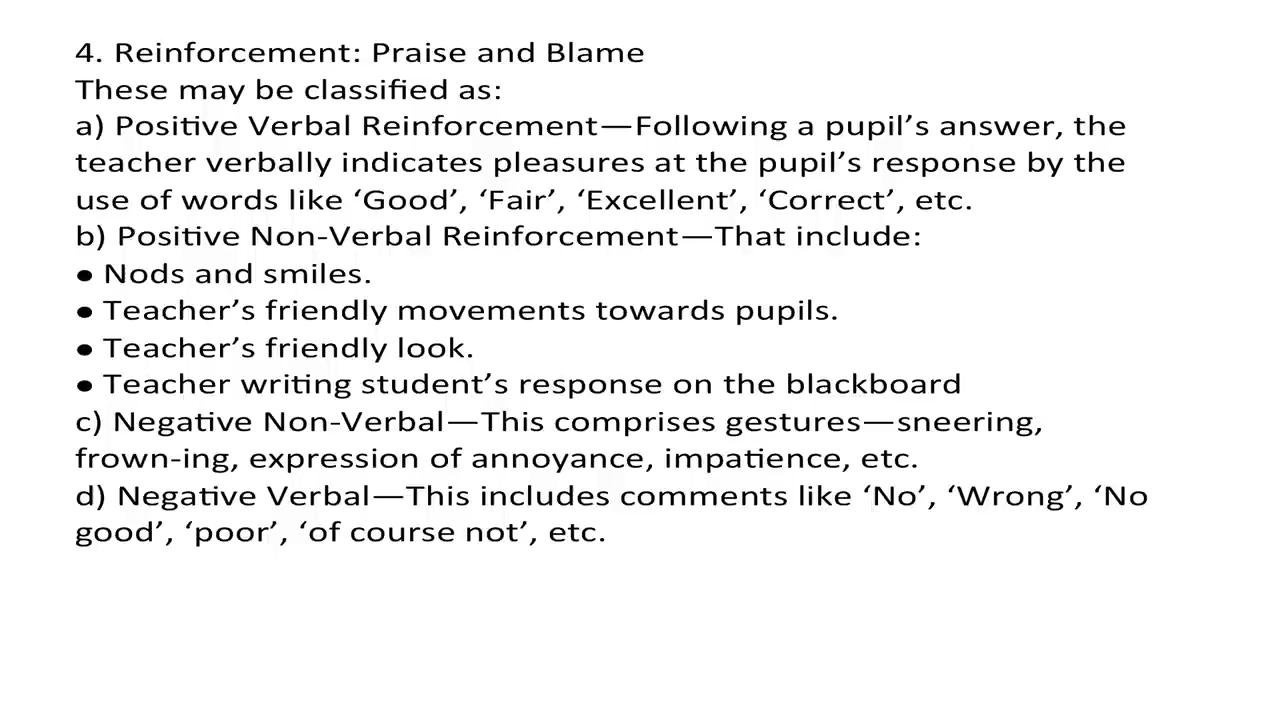 4. Reinforcement: Praise and Blame
These may be classified as:
a) Positive Verbal Reinforcement—Following a pupil’s answer, the
teacher verbally indicates pleasures at the pupil’s response by the
use of words like ‘Good’, ‘Fair’, ‘Excellent’, ‘Correct’, etc.
b) Positive Non-Verbal Reinforcement—That include:
● Nods and smiles.
● Teacher’s friendly movements towards pupils.
● Teacher’s friendly look.
● Teacher writing student’s response on the blackboard
c) Negative Non-Verbal—This comprises gestures—sneering,
frown-ing, expression of annoyance, impatience, etc.
d) Negative Verbal—This includes comments like ‘No’, ‘Wrong’, ‘No
good’, ‘poor’, ‘of course not’, etc.